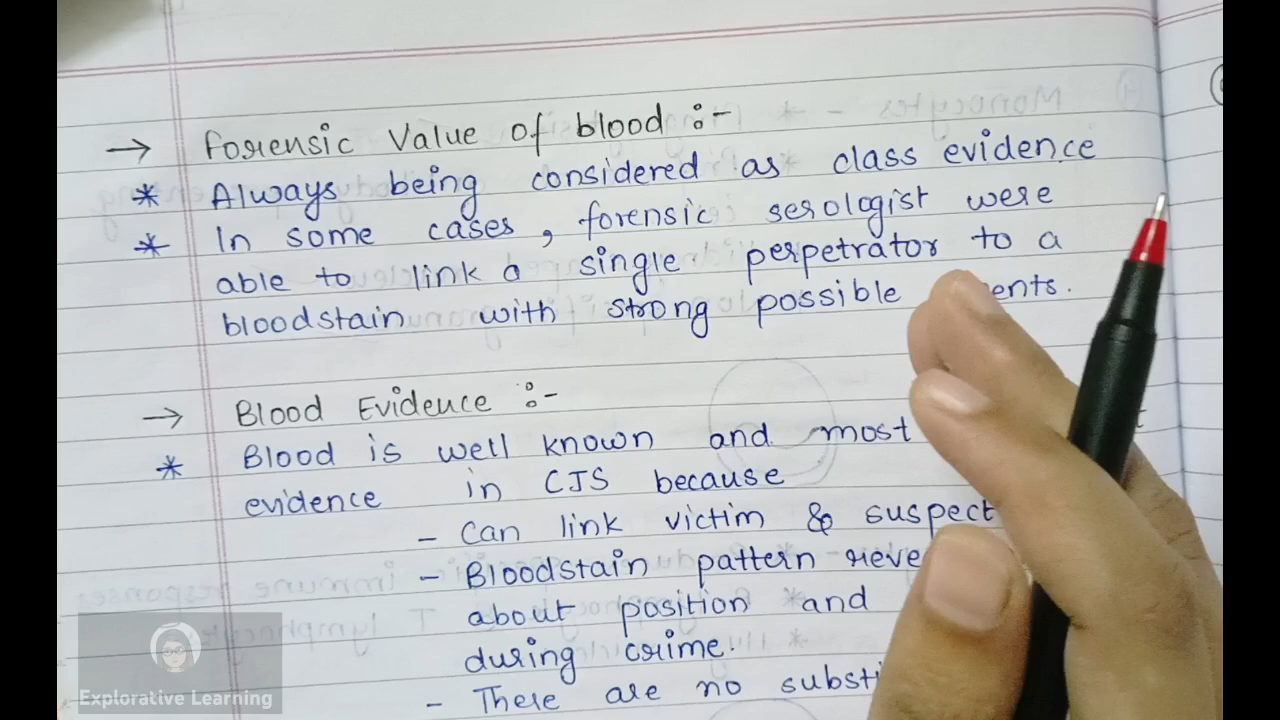 → Forensic Value of blood :-
* Always being considered as class evidence
* In some cases, forensic serologist were
able to link a single perpetrator to a
bloodstain with strong possible
→ Blood Evidence :-
* Blood is well known and most
evidence in CJS because
- Can link victim & suspect
- Bloodstain pattern
about position and
during crime.
- There are no
Explorative Learning